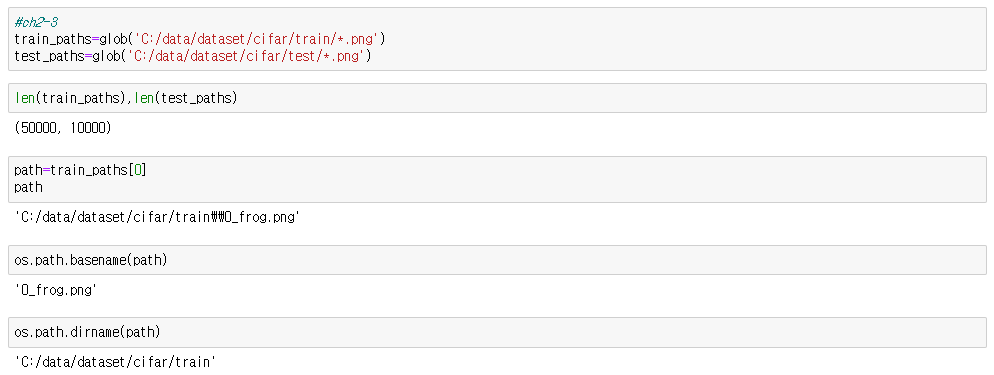 #ch2-3
train_paths=glob('C:/data/dataset/cifar/train/*.png')
test_paths=glob('C:/data/dataset/cifar/test/*.png')
len(train_paths),len(test_paths)
(50000, 10000)
path=train_paths[0]
path
'C:/data/dataset/cifar/train₩₩0_frog.png'
os.path.basename(path)
'0_frog.png'
os.path.dirname(path)
'C:/data/dataset/cifar/train'